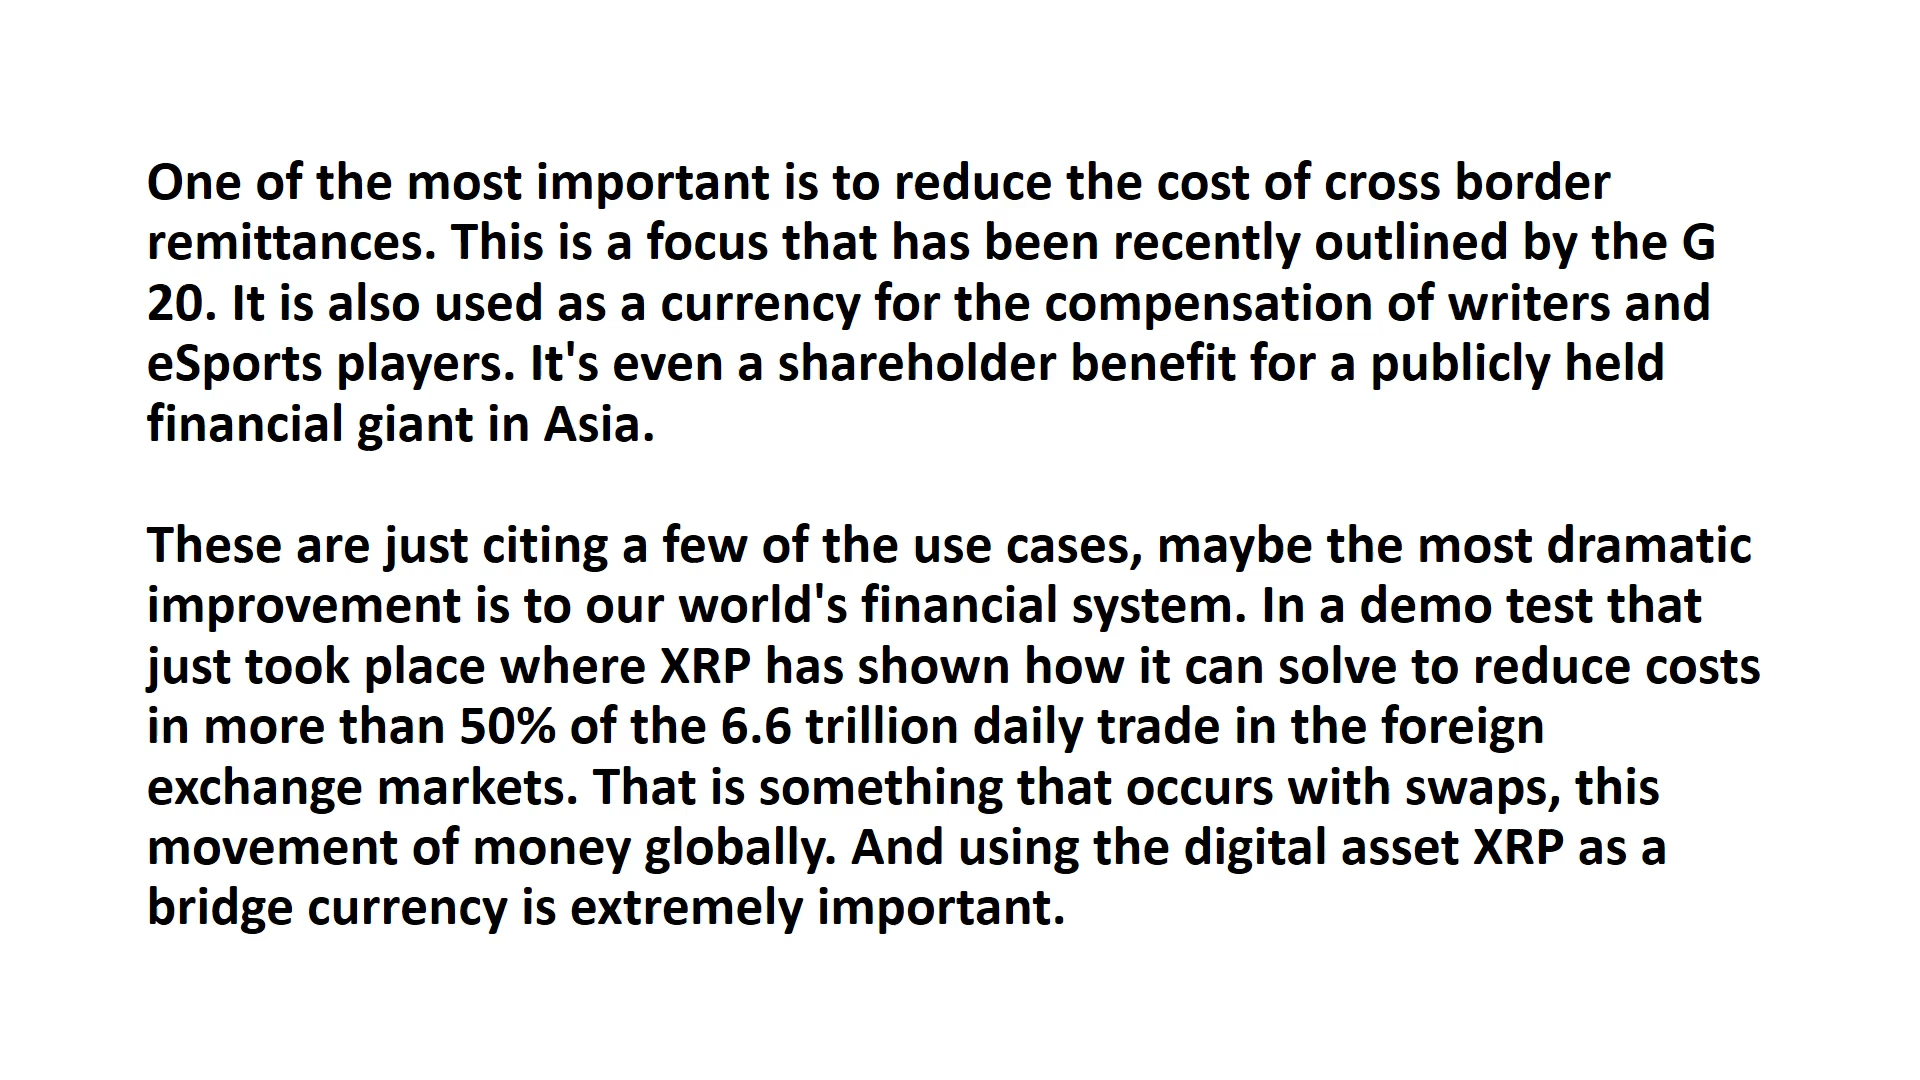 One of the most important is to reduce the cost of cross border
remittances. This is a focus that has been recently outlined by the G
20. It is also used as a currency for the compensation of writers and
eSports players. It's even a shareholder benefit for a publicly held
financial giant in Asia.
These are just citing a few of the use cases, maybe the most dramatic
improvement is to our world's financial system. In a demo test that
just took place where XRP has shown how it can solve to reduce costs
in more than 50% of the 6.6 trillion daily trade in the foreign
exchange markets. That is something that occurs with swaps, this
movement of money globally. And using the digital asset XRP as a
bridge currency is extremely important.